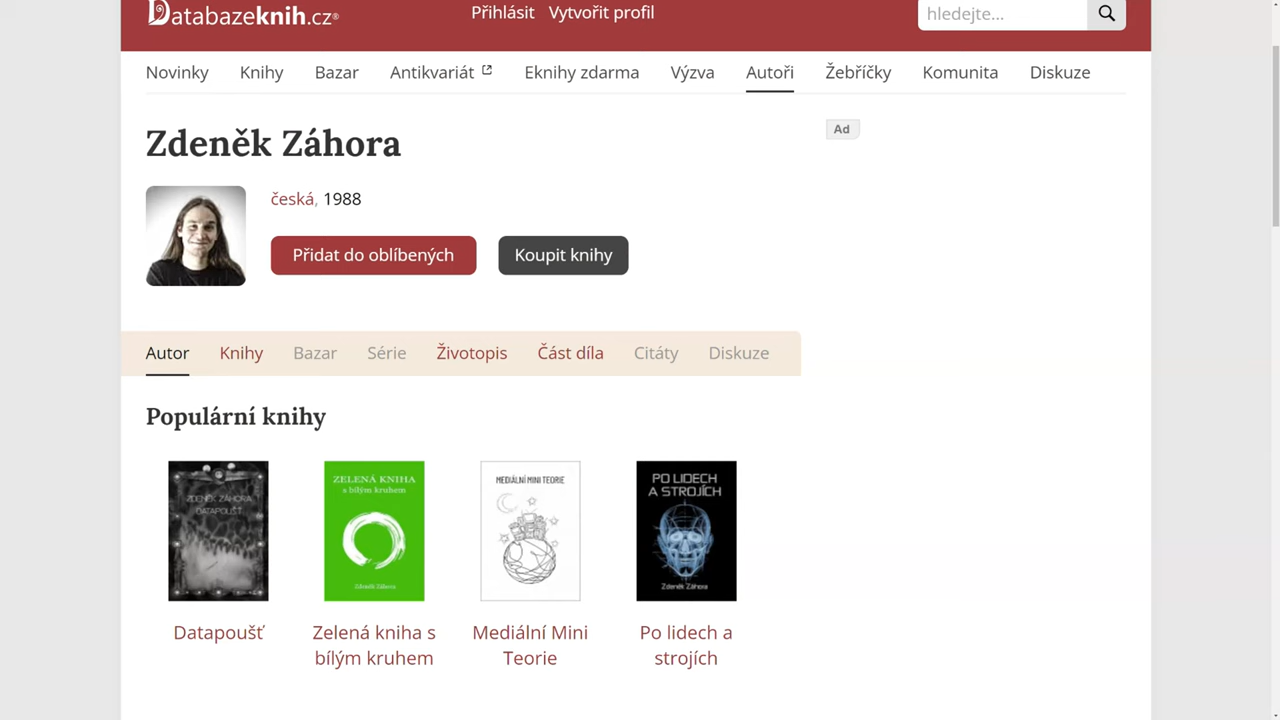 Databazeknih.cz®
Přihlásit Vytvořit profil
hledejte...
Novinky Knihy Bazar Antikvariát Eknihy zdarma Výzva Autoři Žebříčky Komunita Diskuze
Zdeněk Záhora
Ad
česká, 1988
Přidat do oblíbených Koupit knihy
Autor Knihy Bazar Série Životopis Část díla Citáty Diskuze
Populární knihy
ZDENĚK ZÁHORA
DATAPOUŠŤ
ZELENÁ KNIHA
s bílým kruhem
Zdeněk Záhora
MEDIÁLNÍ MINI TEORIE
PO LIDECH
A STROJÍCH
Zdeněk Záhora
Datapoušť
Zelená kniha s
bílým kruhem
Mediální Mini
Teorie
Po lidech a
strojích